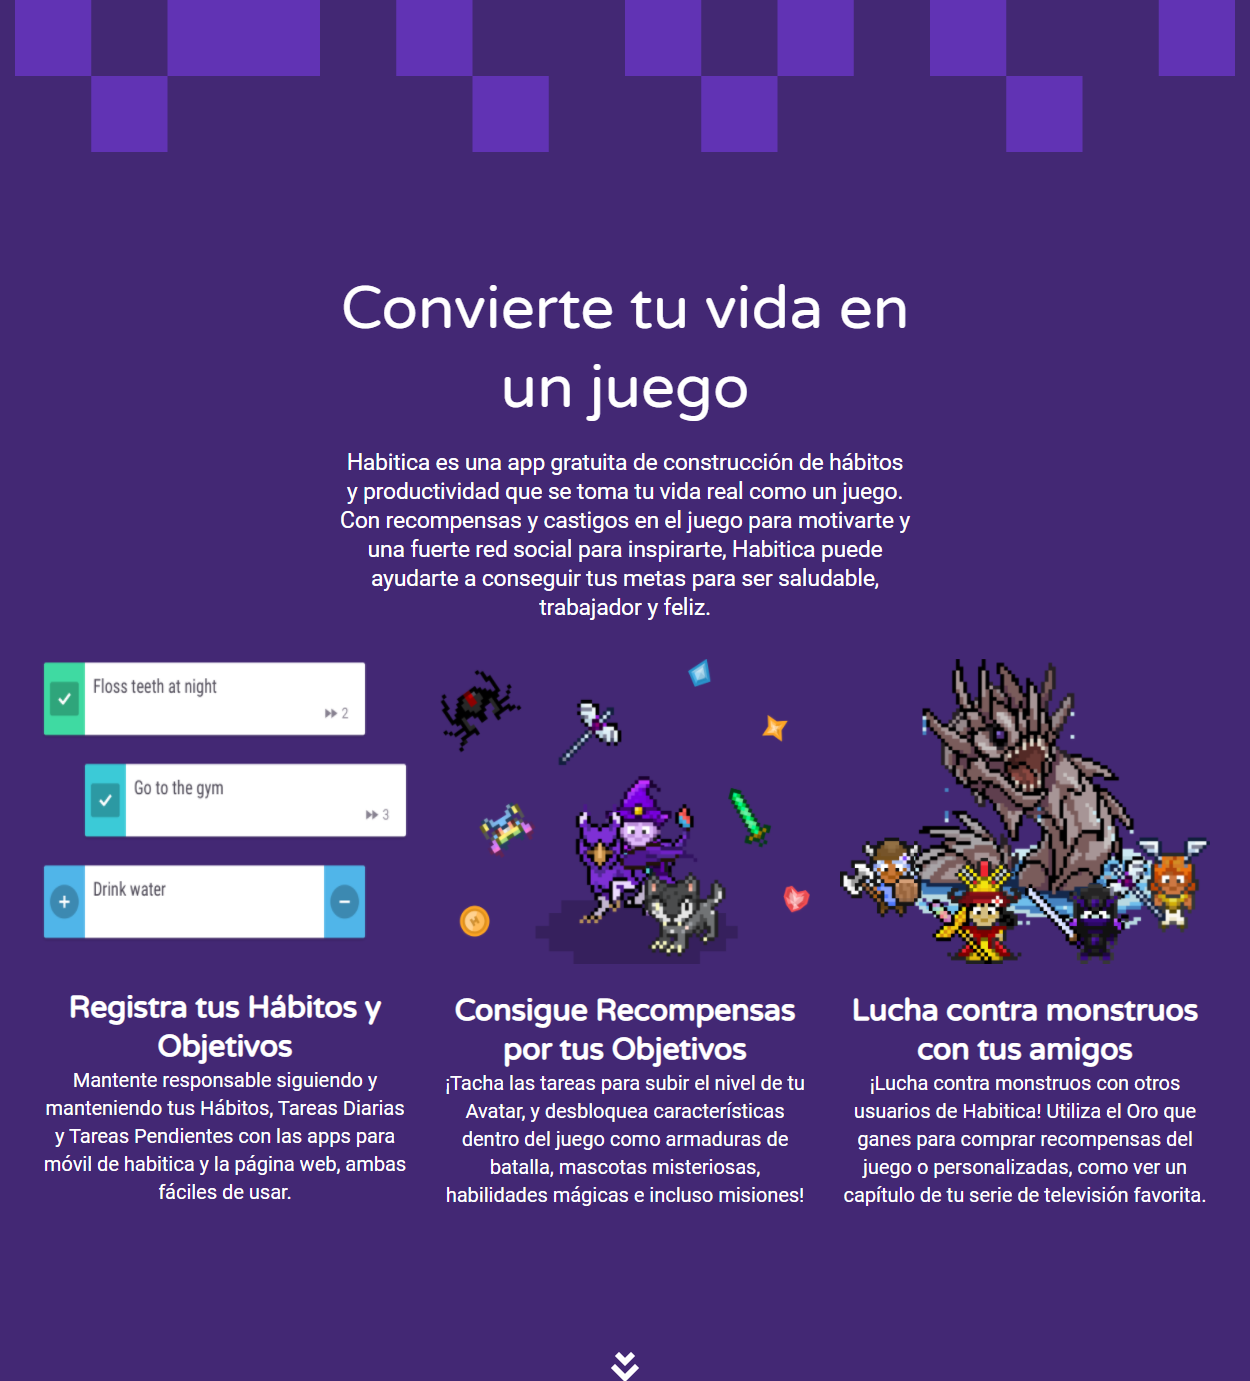 Convierte tu vida en
un juego
Habitica es una app gratuita de construcción de hábitos
y productividad que se toma tu vida real como un juego.
Con recompensas y castigos en el juego para motivarte y
una fuerte red social para inspirarte, Habitica puede
ayudarte a conseguir tus metas para ser saludable,
trabajador y feliz.
Floss teeth at night
2
Go to the gym
3
Drink water
Registra tus Hábitos y
Objetivos
Mantente responsable siguiendo y
manteniendo tus Hábitos, Tareas Diarias
y Tareas Pendientes con las apps para
móvil de habitica y la página web, ambas
fáciles de usar.
Consigue Recompensas
por tus Objetivos
¡Tacha las tareas para subir el nivel de tu
Avatar, y desbloquea características
dentro del juego como armaduras de
batalla, mascotas misteriosas,
habilidades mágicas e incluso misiones!
Lucha contra monstruos
con tus amigos
¡Lucha contra monstruos con otros
usuarios de Habitica! Utiliza el Oro que
ganes para comprar recompensas del
juego o personalizadas, como ver un
capítulo de tu serie de televisión favorita.